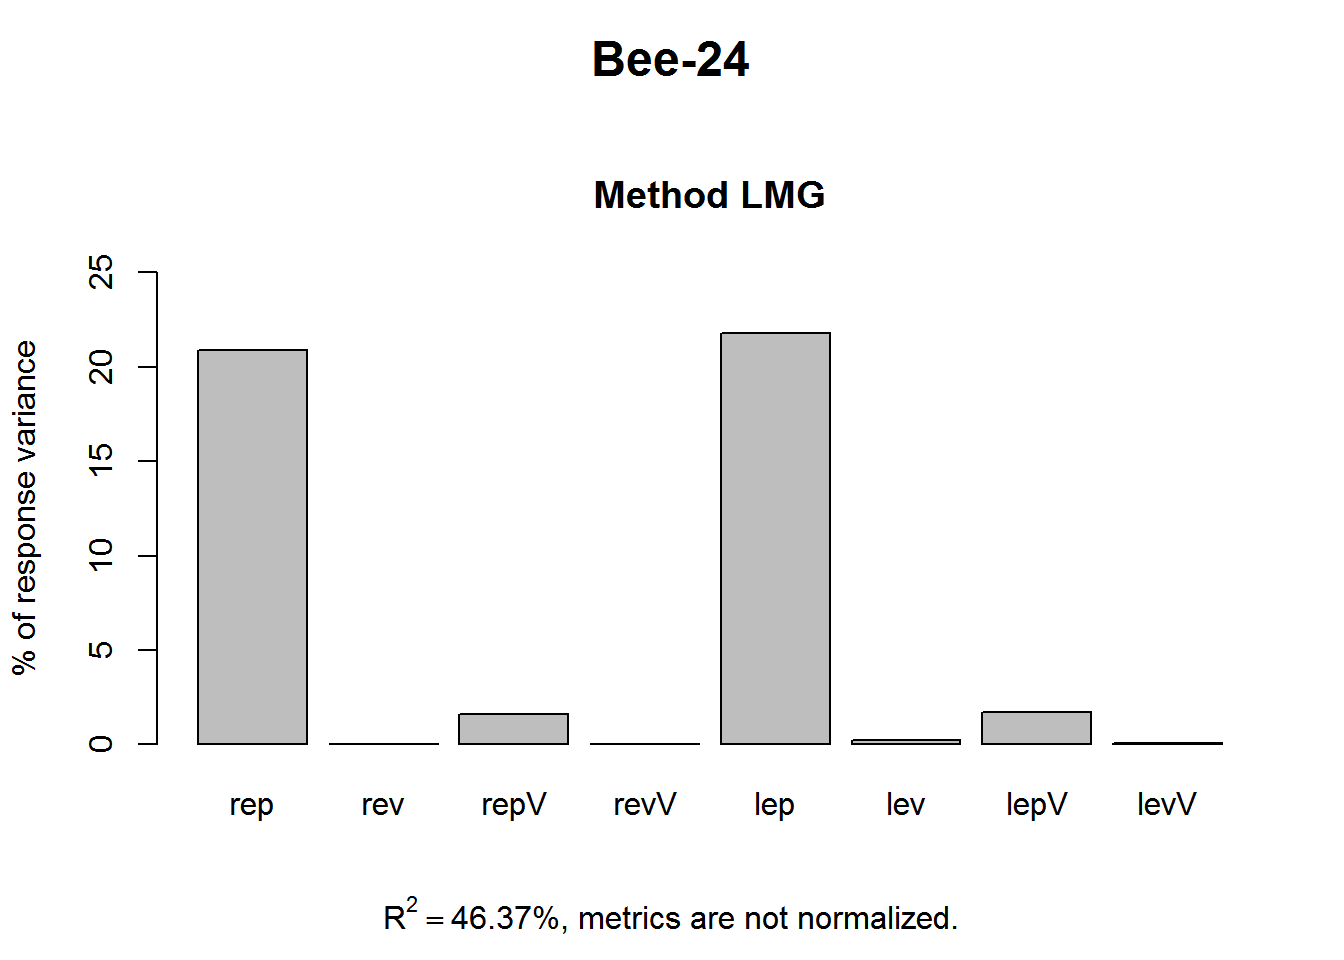 Bee-24
Method LMG
% of response variance
25
20
15
10
5
0
rep rev repV revV lep lev lepV levV
R² = 46.37%, metrics are not normalized.